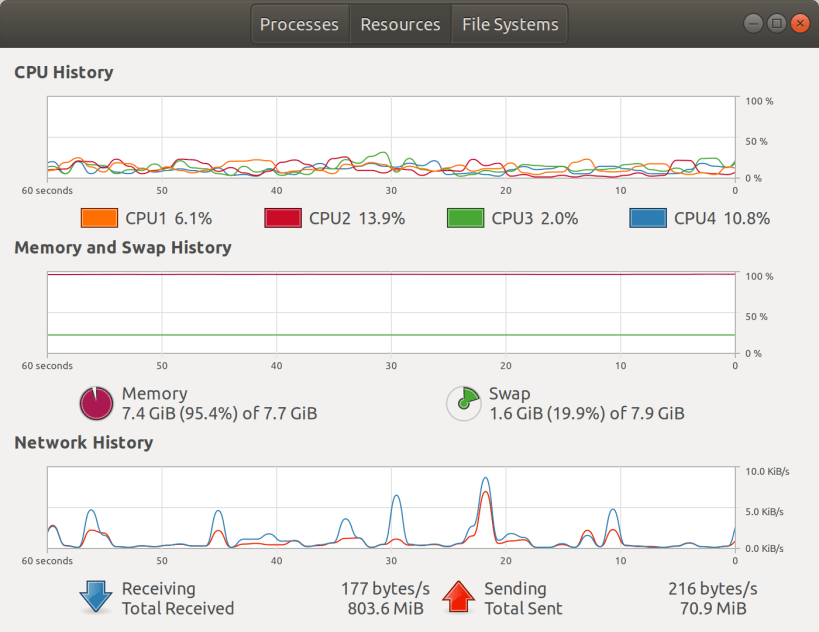 Processes Resources File Systems
CPU History
100 %
50 %
0 %
60 seconds 50 40 30 20 10 0
CPU1 6.1% CPU2 13.9% CPU3 2.0% CPU4 10.8%
Memory and Swap History
100 %
50 %
0 %
60 seconds 50 40 30 20 10 0
Memory
7.4 GiB (95.4%) of 7.7 GiB
Swap
1.6 GiB (19.9%) of 7.9 GiB
Network History
10.0 KiB/s
5.0 KiB/s
0.0 KiB/s
60 seconds 50 40 30 20 10 0
Receiving 177 bytes/s
Total Received 803.6 MiB
Sending 216 bytes/s
Total Sent 70.9 MiB